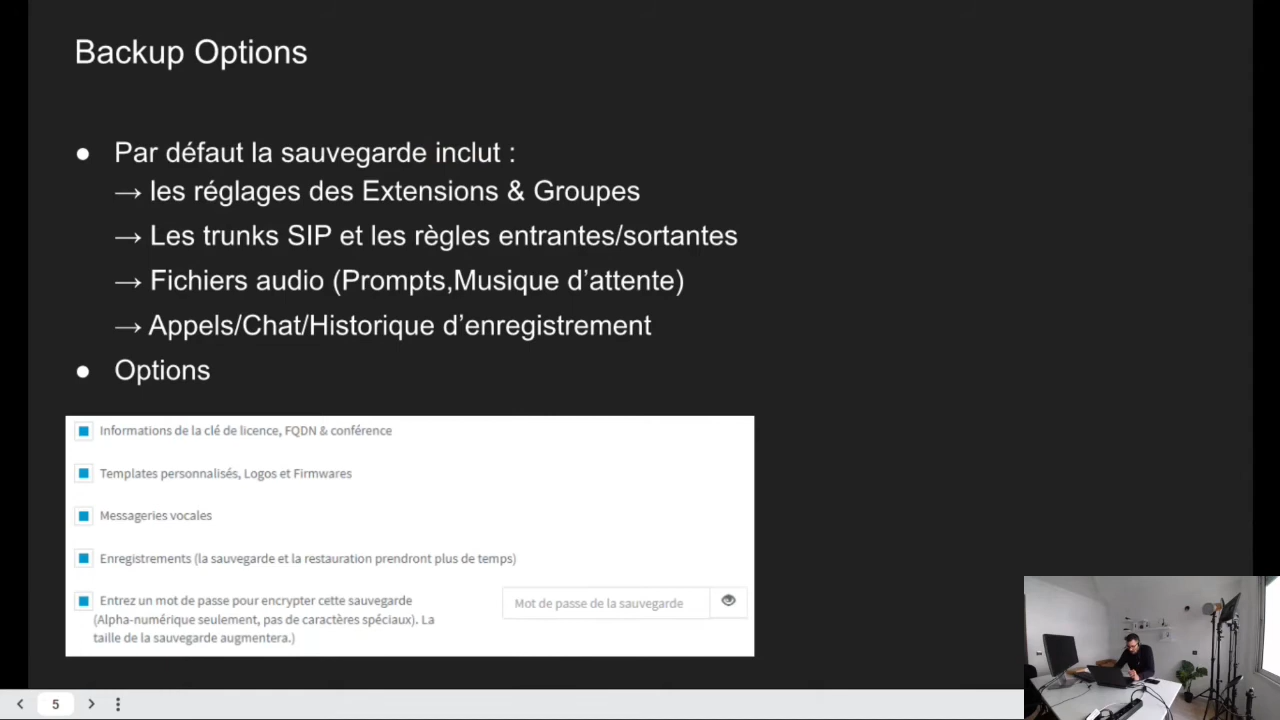 Backup Options
● Par défaut la sauvegarde inclut :
→ les réglages des Extensions & Groupes
→ Les trunks SIP et les règles entrantes/sortantes
→ Fichiers audio (Prompts,Musique d’attente)
→ Appels/Chat/Historique d’enregistrement
● Options
Informations de la clé de licence, FQDN & conférence
Templates personnalisés, Logos et Firmwares
Messageries vocales
Enregistrements (la sauvegarde et la restauration prendront plus de temps)
Entrez un mot de passe pour encrypter cette sauvegarde
(Alpha-numérique seulement, pas de caractères spéciaux). La
taille de la sauvegarde augmentera.)
Mot de passe de la sauvegarde
5